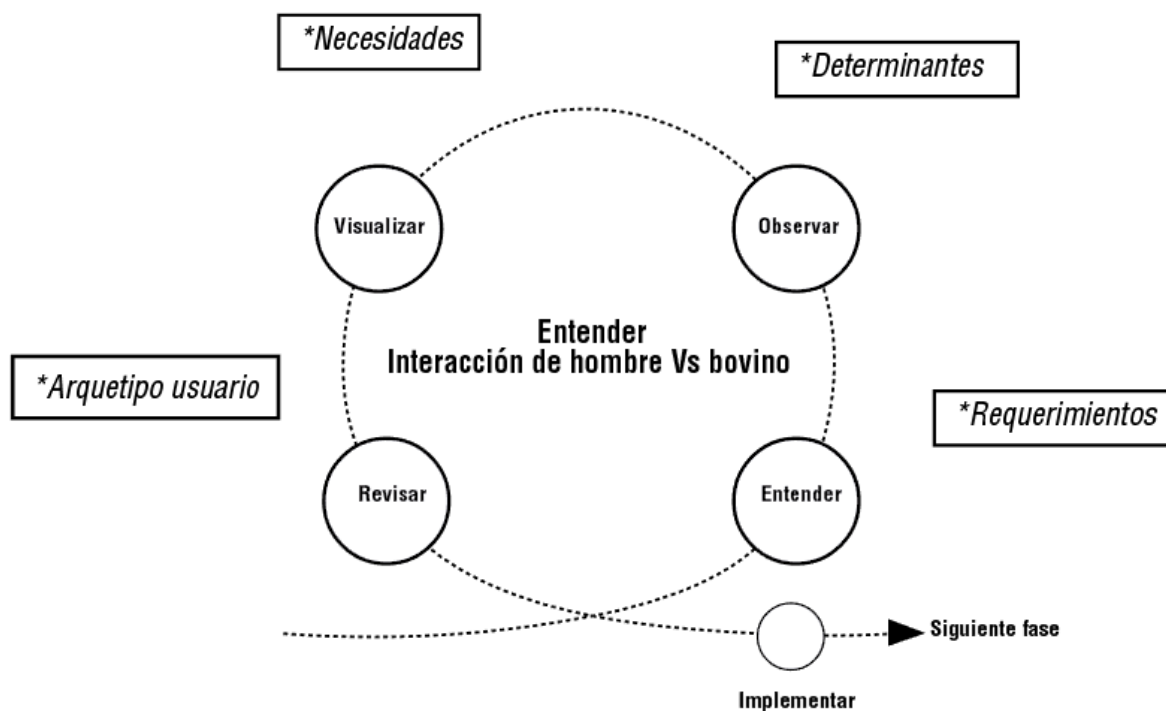 *Necesidades
*Determinantes
Visualizar
Observar
Entender
Interacción de hombre Vs bovino
*Arquetipo usuario
*Requerimientos
Revisar
Entender
Siguiente fase
Implementar